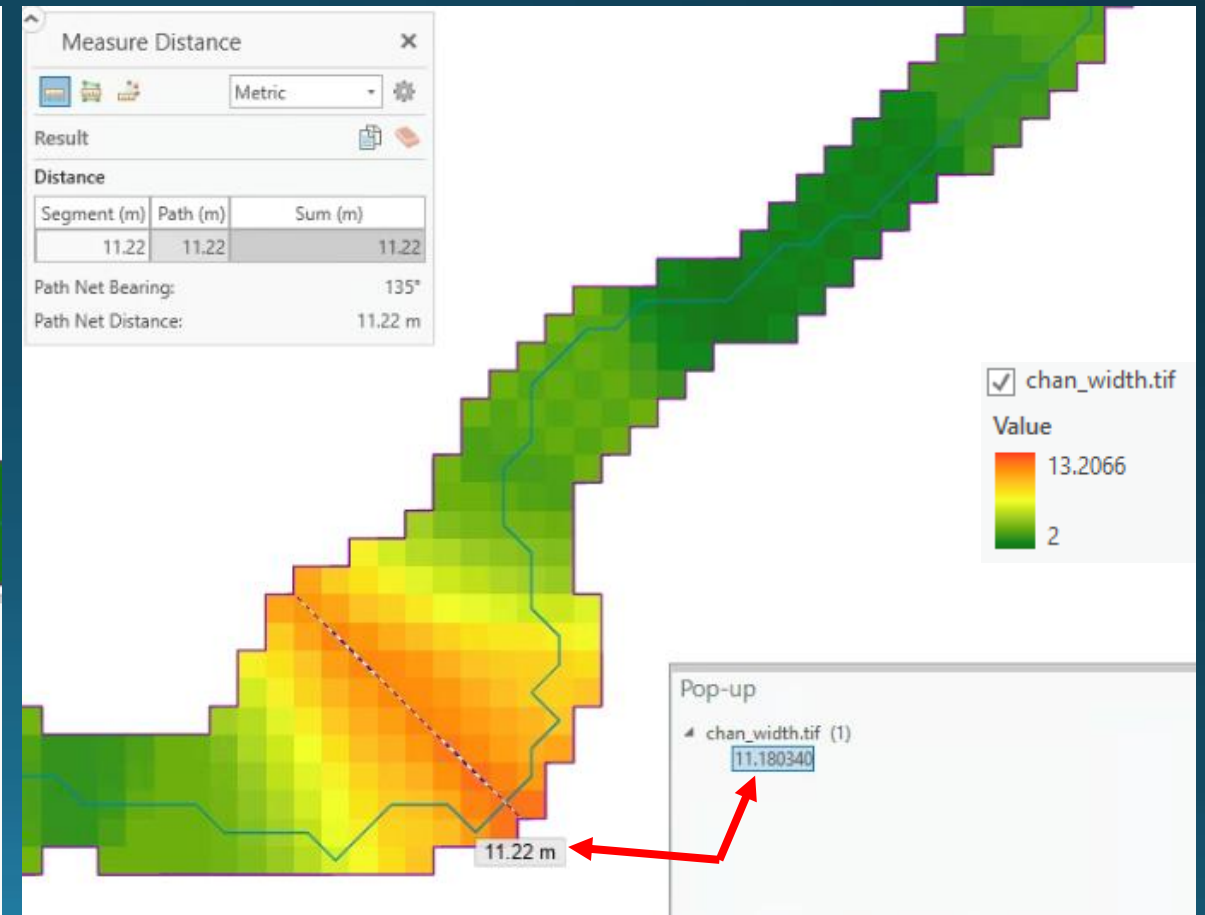 Measure Distance
Metric
Result
Distance
Segment (m) Path (m) Sum (m)
11.22 11.22 11.22
Path Net Bearing: 135°
Path Net Distance: 11.22 m
chan_width.tif
Value
13.2066
2
Pop-up
chan_width.tif (1)
11.180340
11.22 m